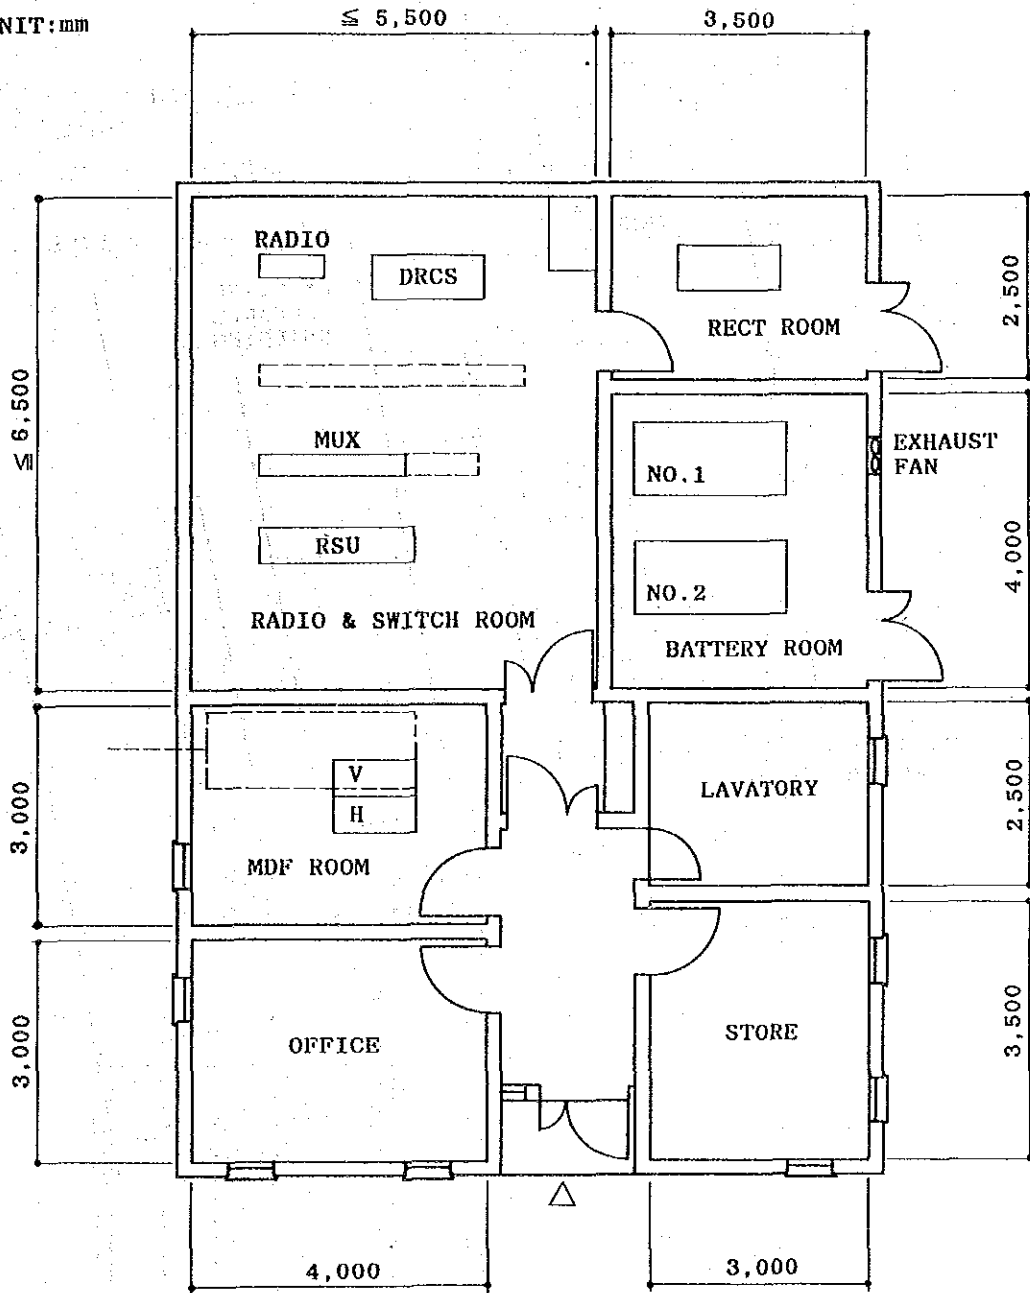 NIT:mm
≦ 5,500
3,500
RADIO
DRCS
RECT ROOM
2,500
≦ 6,500
MUX
EXHAUST
FAN
NO.1
RSU
NO.2
4,000
RADIO & SWITCH ROOM
BATTERY ROOM
V
H
LAVATORY
3,000
2,500
MDF ROOM
OFFICE
STORE
3,000
3,500
4,000
3,000